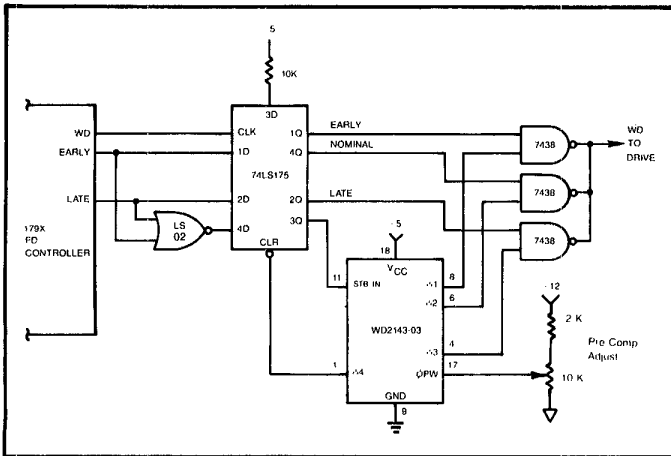 5
10K
3D
WD
CLK
1Q
EARLY
7438
WD
TO
DRIVE
EARLY
1D
4Q
NOMINAL
74LS175
7438
LATE
2D
2Q
LATE
179X
FD
CONTROLLER
LS
02
4D
3Q
7438
CLR
5
18
VCC
11
STB IN
8
6
12
2 K
WD2143-03
4
Pre Comp
Adjust
1
17
10 K
GND
9